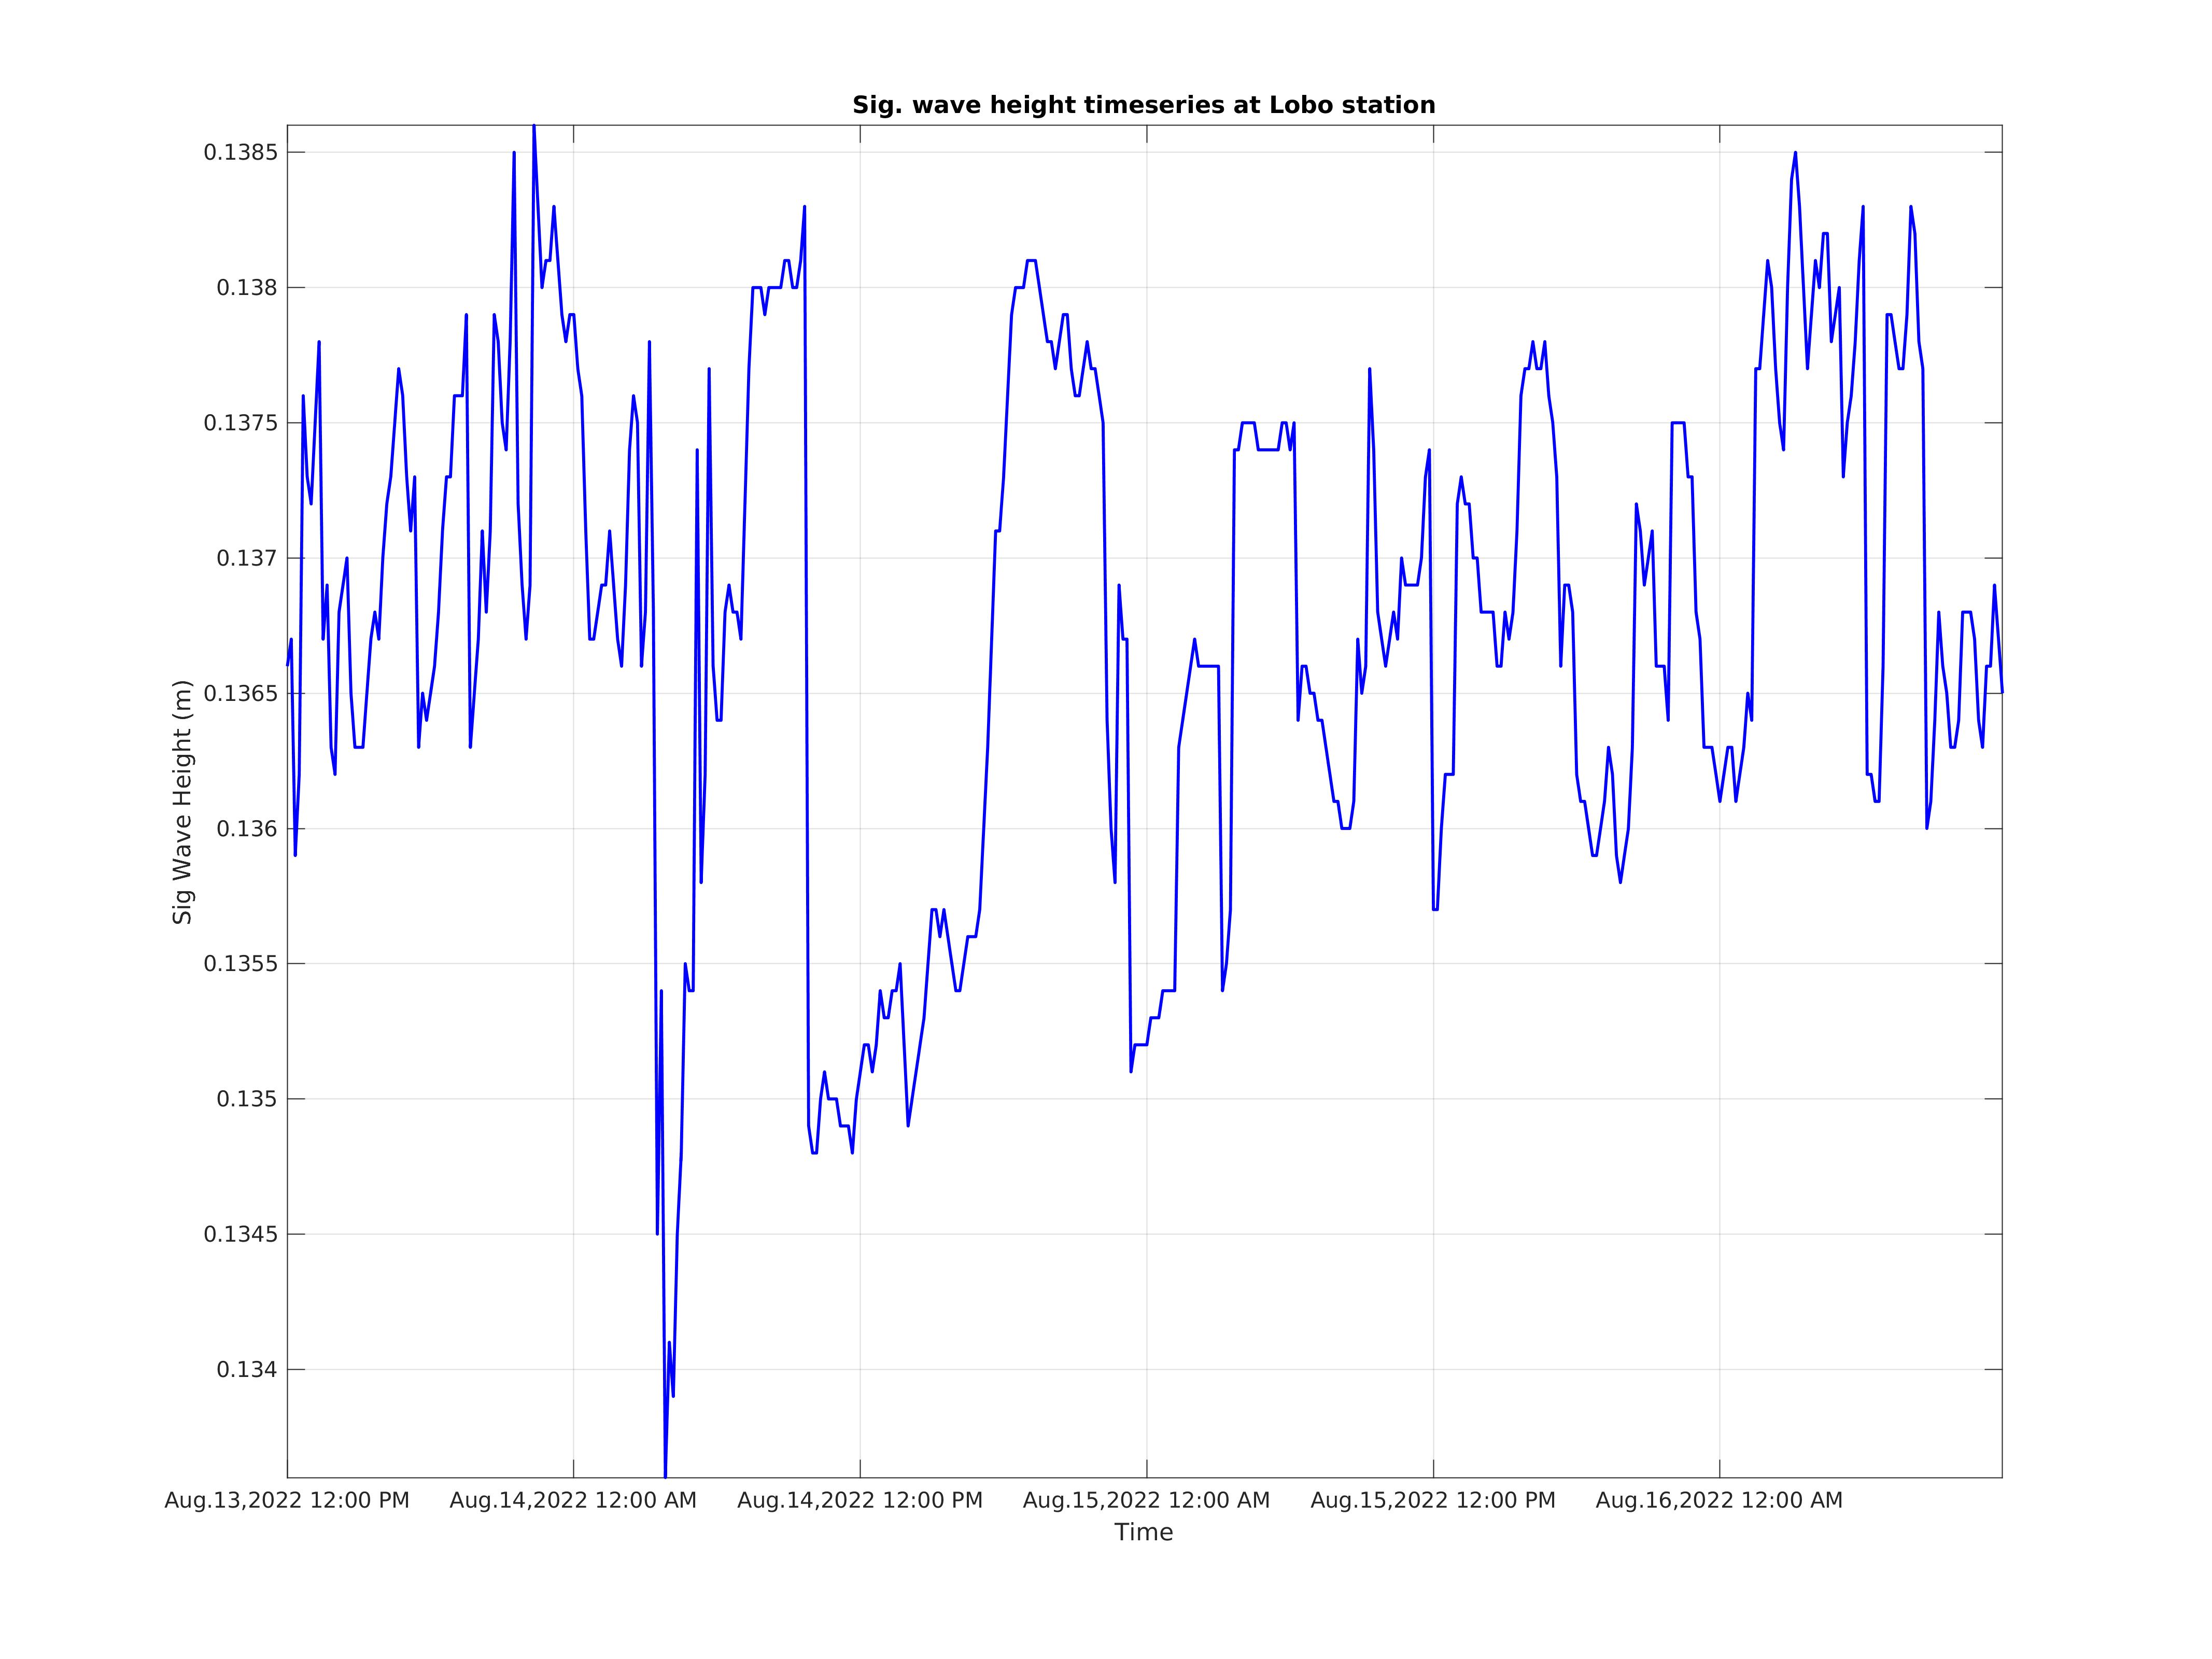 Sig. wave height timeseries at Lobo station
0.1385
0.138
0.1375
0.137
0.1365
0.136
0.1355
0.135
0.1345
0.134
Sig Wave Height (m)
Aug.13,2022 12:00 PM Aug.14,2022 12:00 AM Aug.14,2022 12:00 PM Aug.15,2022 12:00 AM Aug.15,2022 12:00 PM Aug.16,2022 12:00 AM
Time